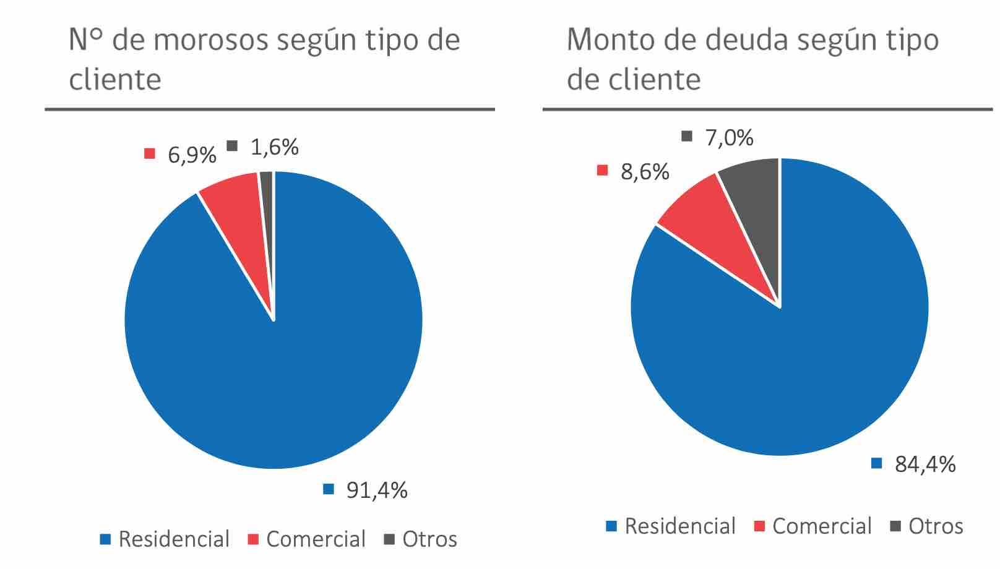 Nº de morosos según tipo de
cliente
6,9%
1,6%
91,4%
Residencial
Comercial
Otros
Monto de deuda según tipo
de cliente
7,0%
8,6%
84,4%
Residencial
Comercial
Otros